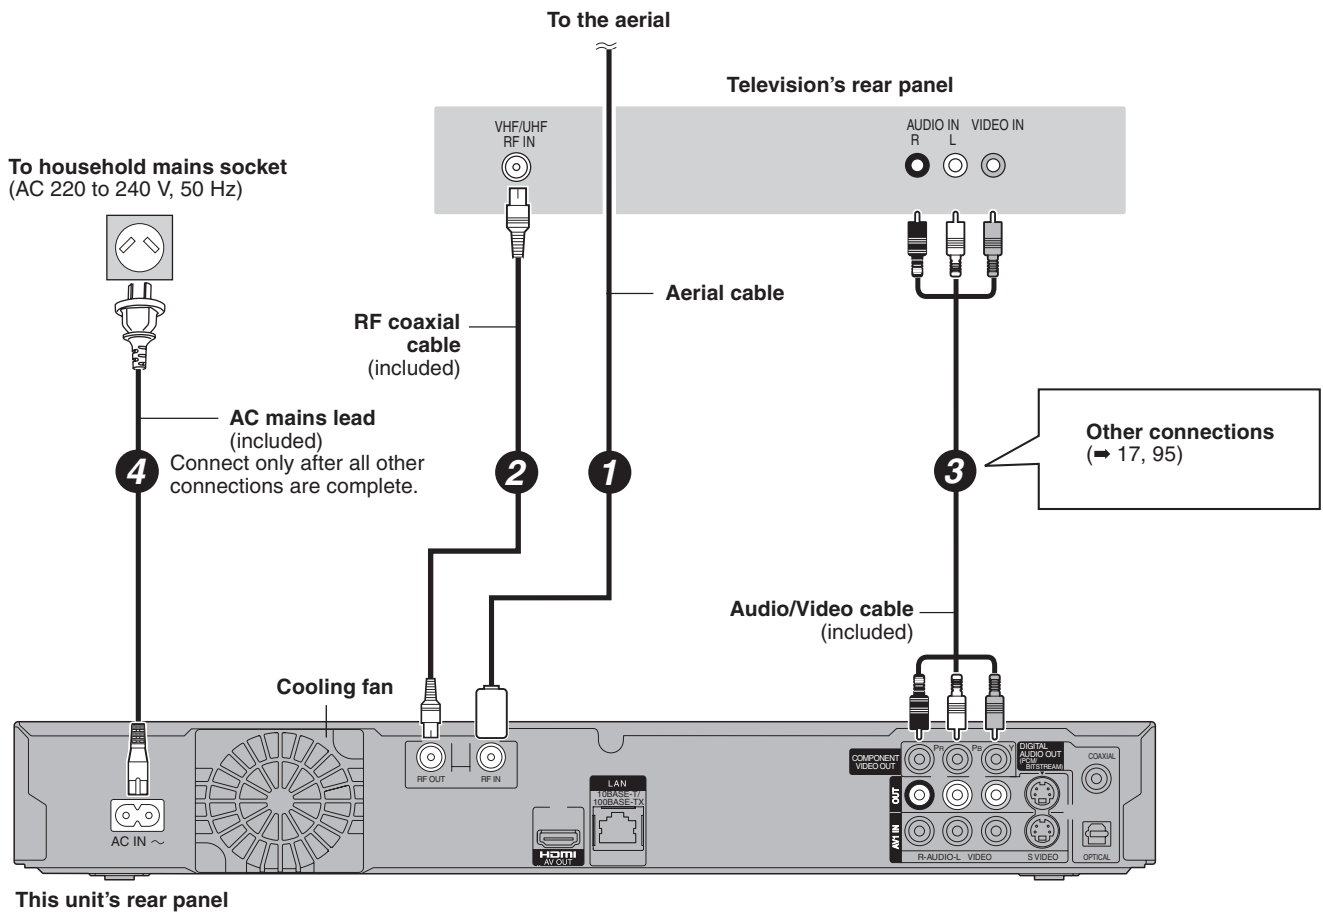 To the aerial
Television's rear panel
VHF/UHF
RF IN
AUDIO IN VIDEO IN
R L
To household mains socket
(AC 220 to 240 V, 50 Hz)
Aerial cable
RF coaxial
cable
(included)
AC mains lead
(included)
Connect only after all other
connections are complete.
4
2
1
3
Other connections
(➡ 17, 95)
Audio/Video cable
(included)
Cooling fan
RF OUT
RF IN
AC IN ~
LAN
10BASE-T/
100BASE-TX
HDMI
AV OUT
COMPONENT
VIDEO OUT
PR
PB
Y
DIGITAL
AUDIO OUT
(PCM/
BITSTREAM)
COAXIAL
OUT
AV1 IN
R-AUDIO-L VIDEO
S VIDEO
OPTICAL
This unit's rear panel